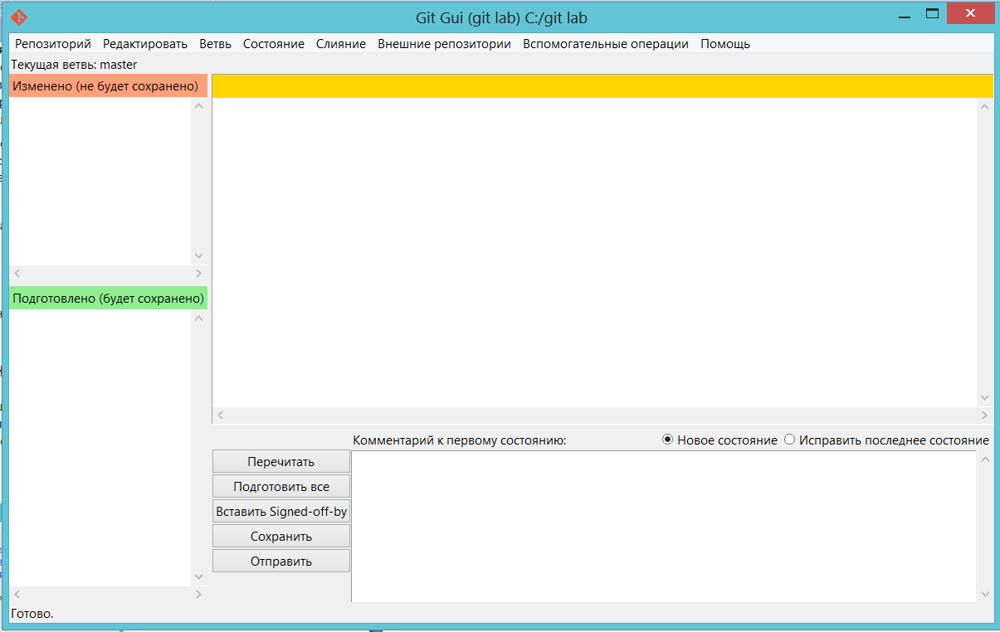 Git Gui (git lab) C:/git lab
Репозиторий Редактировать Ветвь Состояние Слияние Внешние репозитории Вспомогательные операции Помощь
Текущая ветвь: master
Изменено (не будет сохранено)
Подготовлено (будет сохранено)
Комментарий к первому состоянию: Новое состояние Исправить последнее состояние
Перечитать
Подготовить все
Вставить Signed-off-by
Сохранить
Отправить
Готово.